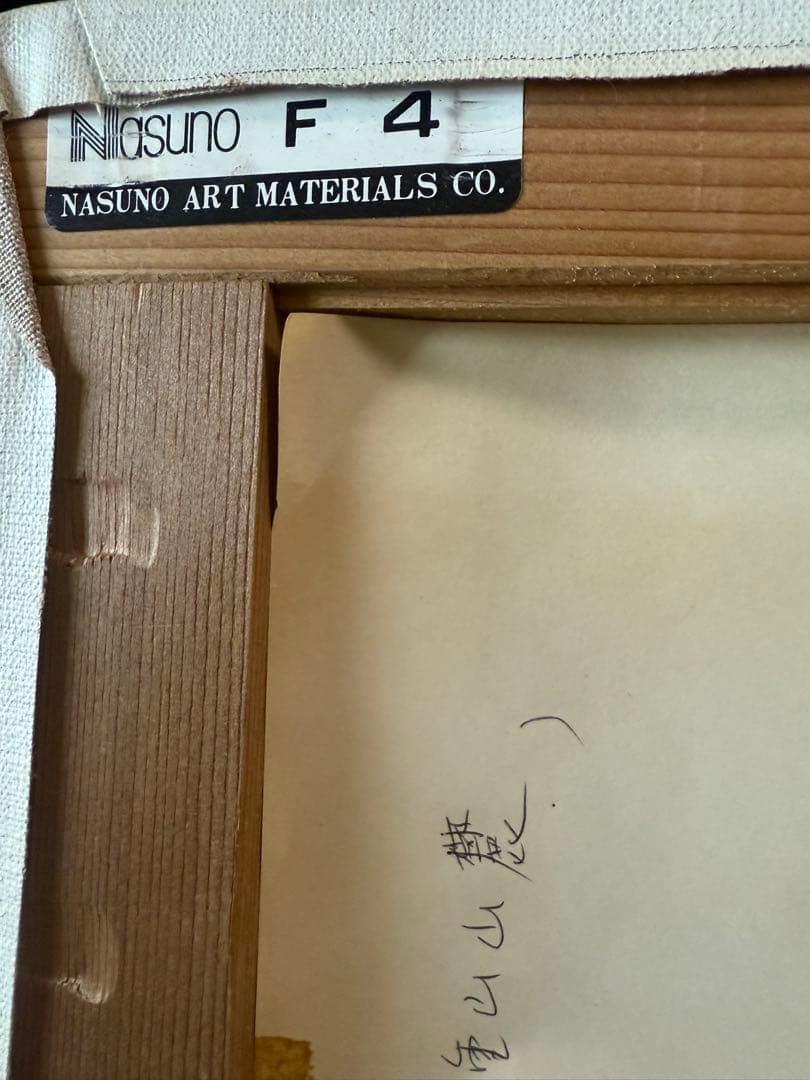 Nasuno F 4
NASUNO ART MATERIALS CO.
山山麓)